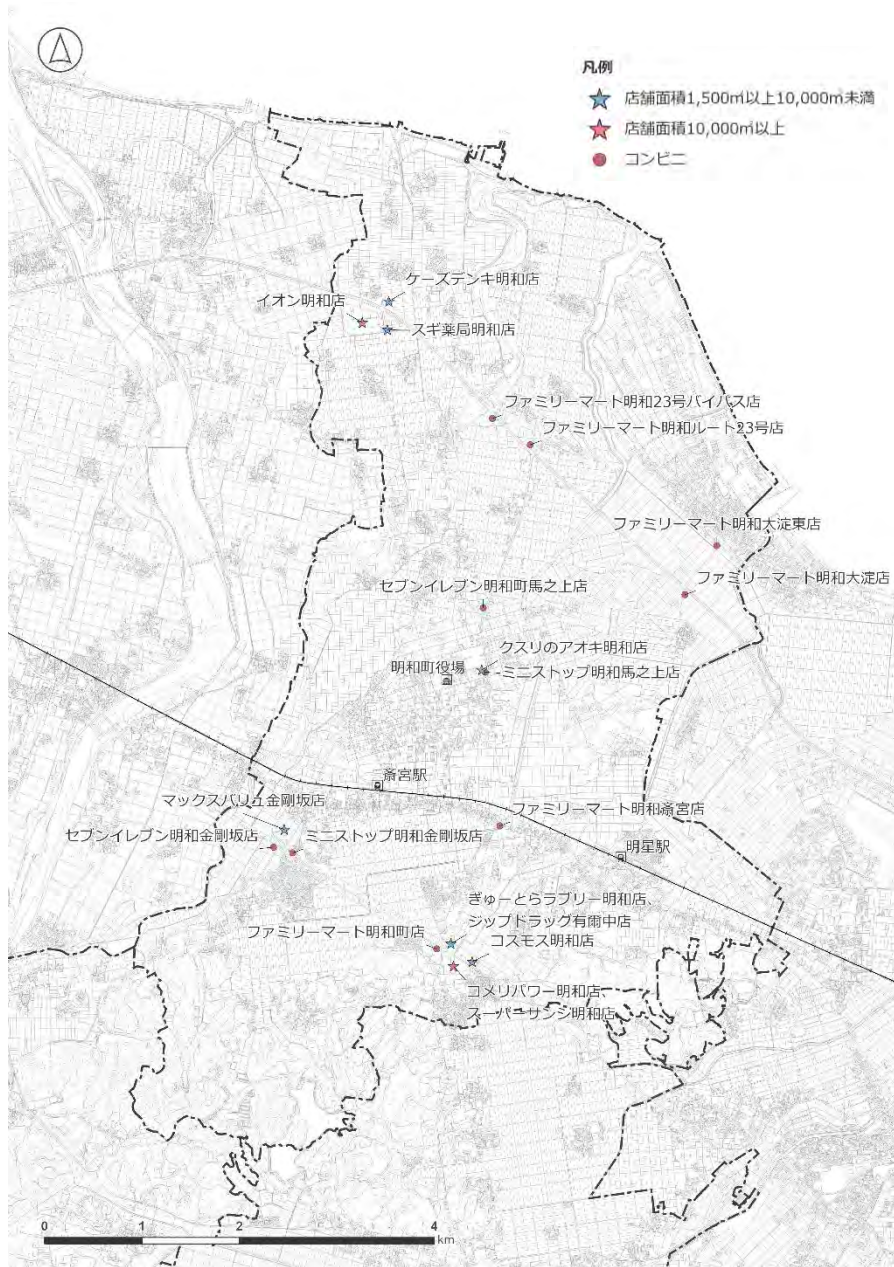 凡例
店舗面積1,500㎡以上10,000㎡未満
店舗面積10,000㎡以上
コンビニ
ケーズデンキ明和店
イオン明和店
スギ薬局明和店
ファミリーマート明和23号バイパス店
ファミリーマート明和ルート23号店
ファミリーマート明和大淀東店
ファミリーマート明和大淀店
セブンイレブン明和町馬之上店
クスリのアオキ明和店
明和町役場
ミニストップ明和馬之上店
斎宮駅
マックスバリュ金剛坂店
ファミリーマート明和斎宮店
セブンイレブン明和金剛坂店
ミニストップ明和金剛坂店
明星駅
ぎゅーとらラブリー明和店、
ジップドラッグ有爾中店
ファミリーマート明和町店
コスモス明和店
コメリパワー明和店、
スーパーサンシ明和店
0 1 2 4
km